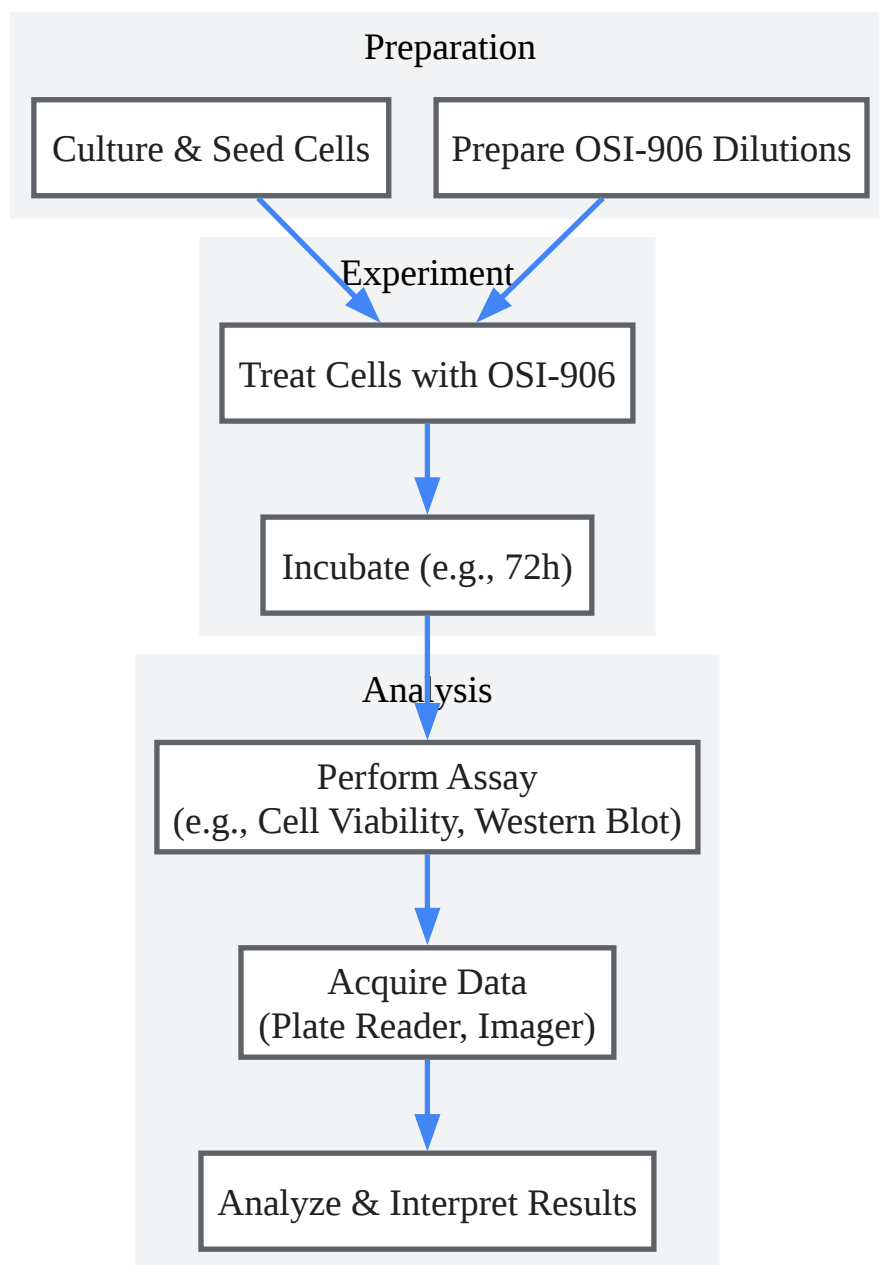 Preparation
Culture & Seed Cells
Prepare OSI-906 Dilutions
Experiment
Treat Cells with OSI-906
Incubate (e.g., 72h)
Analysis
Perform Assay
(e.g., Cell Viability, Western Blot)
Acquire Data
(Plate Reader, Imager)
Analyze & Interpret Results